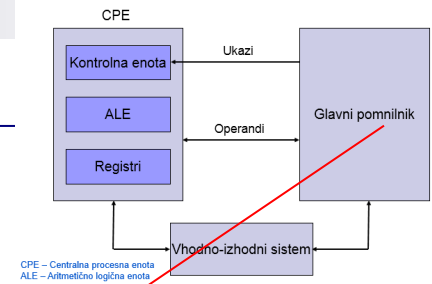 CPE
Kontrolna enota
ALE
Registri
Ukazi
Operandi
Glavni pomnilnik
Vhodno-izhodni sistem
CPE – Centralna procesna enota
ALE – Aritmetično logična enota